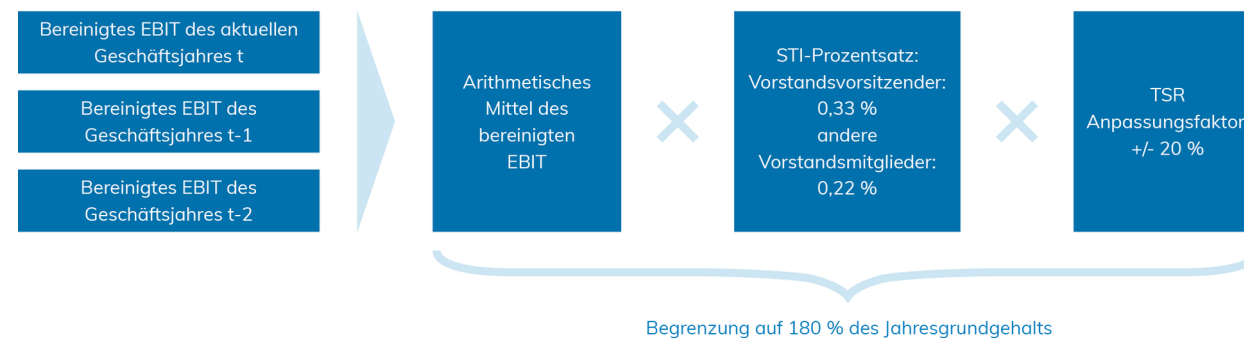 Bereinigtes EBIT des aktuellen
Geschäftsjahres t
Bereinigtes EBIT des
Geschäftsjahres t-1
Bereinigtes EBIT des
Geschäftsjahres t-2
Arithmetisches
Mittel des
bereinigten
EBIT
STI-Prozentsatz:
Vorstandsvorsitzender:
0,33 %
andere
Vorstandsmitglieder:
0,22 %
TSR
Anpassungsfaktor
+/- 20 %
Begrenzung auf 180 % des Jahresgrundgehalts